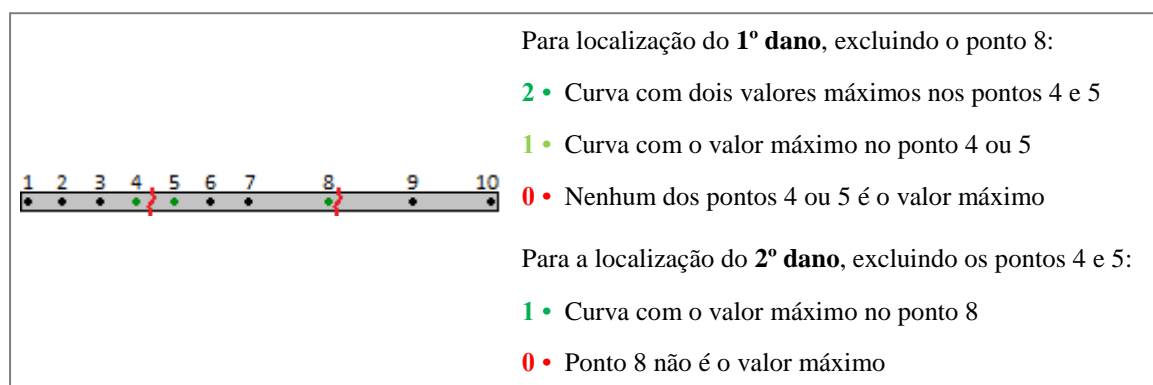 Para localização do 1º dano, excluindo o ponto 8:
2 • Curva com dois valores máximos nos pontos 4 e 5
1 • Curva com o valor máximo no ponto 4 ou 5
1 2 3 4 5 6 7 8 9 10
0 • Nenhum dos pontos 4 ou 5 é o valor máximo
Para a localização do 2º dano, excluindo os pontos 4 e 5:
1 • Curva com o valor máximo no ponto 8
0 • Ponto 8 não é o valor máximo